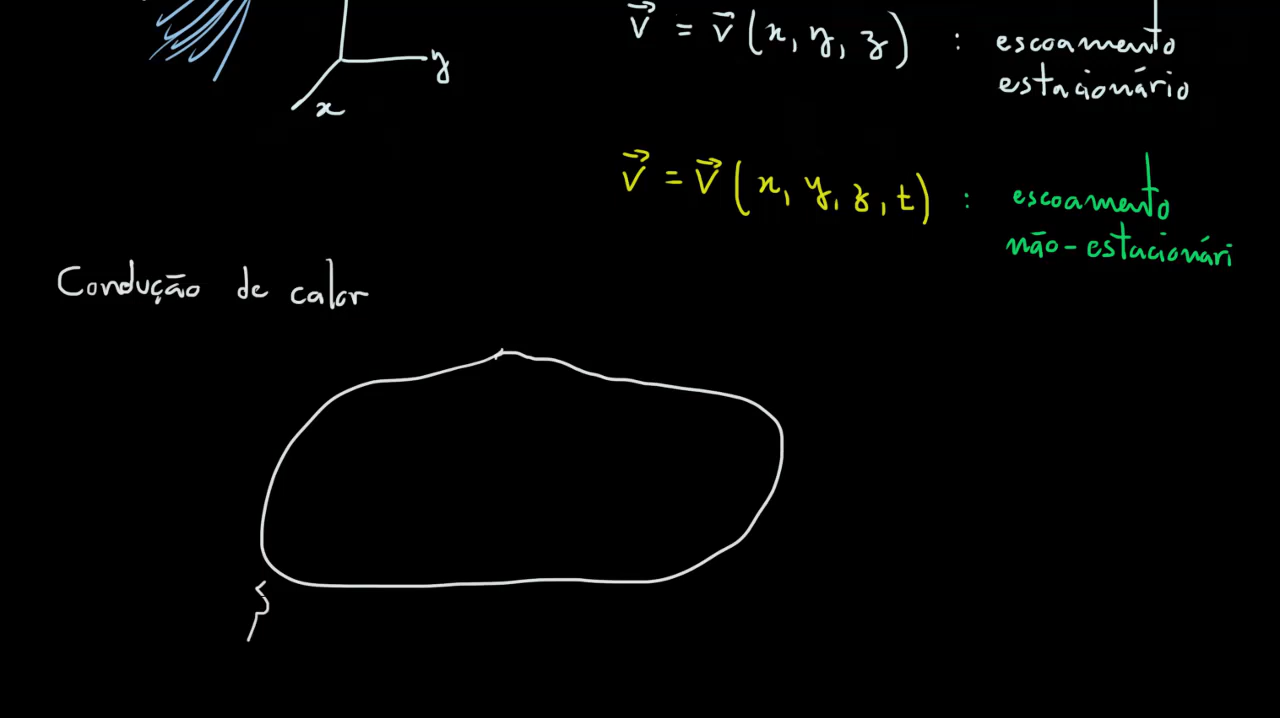 v⃗ = v⃗(x, y, z) : escoamento
estacionário
y
x
v⃗ = v⃗(x, y, z, t) : escoamento
não-estacionári
Condução de calor